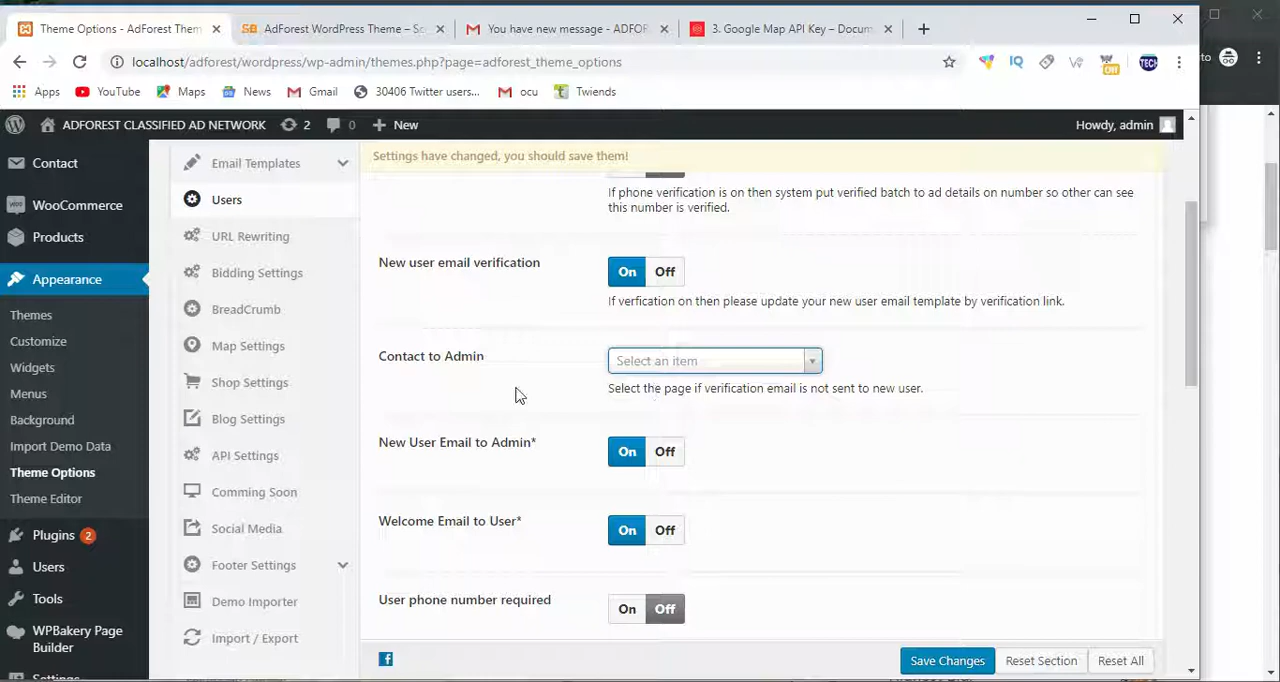 Theme Options - AdForest Them
AdForest WordPress Theme – Sc
You have new message - ADFOR
3. Google Map API Key – Docum
localhost/adforest/wordpress/wp-admin/themes.php?page=adforest_theme_options
IQ
Off
TECH
to
Apps
YouTube
Maps
News
Gmail
30406 Twitter users...
ocu
Twiends
ADFOREST CLASSIFIED AD NETWORK
2
0
New
Howdy, admin
Contact
WooCommerce
Products
Appearance
Themes
Customize
Widgets
Menus
Background
Import Demo Data
Theme Options
Theme Editor
Plugins 2
Users
Tools
WPBakery Page
Builder
Settings
Email Templates
Users
URL Rewriting
Bidding Settings
BreadCrumb
Map Settings
Shop Settings
Blog Settings
API Settings
Comming Soon
Social Media
Footer Settings
Demo Importer
Import / Export
Settings have changed, you should save them!
If phone verification is on then system put verified batch to ad details on number so other can see
this number is verified.
New user email verification
On Off
If verfication on then please update your new user email template by verification link.
Contact to Admin
Select an item
Select the page if verification email is not sent to new user.
New User Email to Admin*
On Off
Welcome Email to User*
On Off
User phone number required
On Off
Save Changes
Reset Section
Reset All